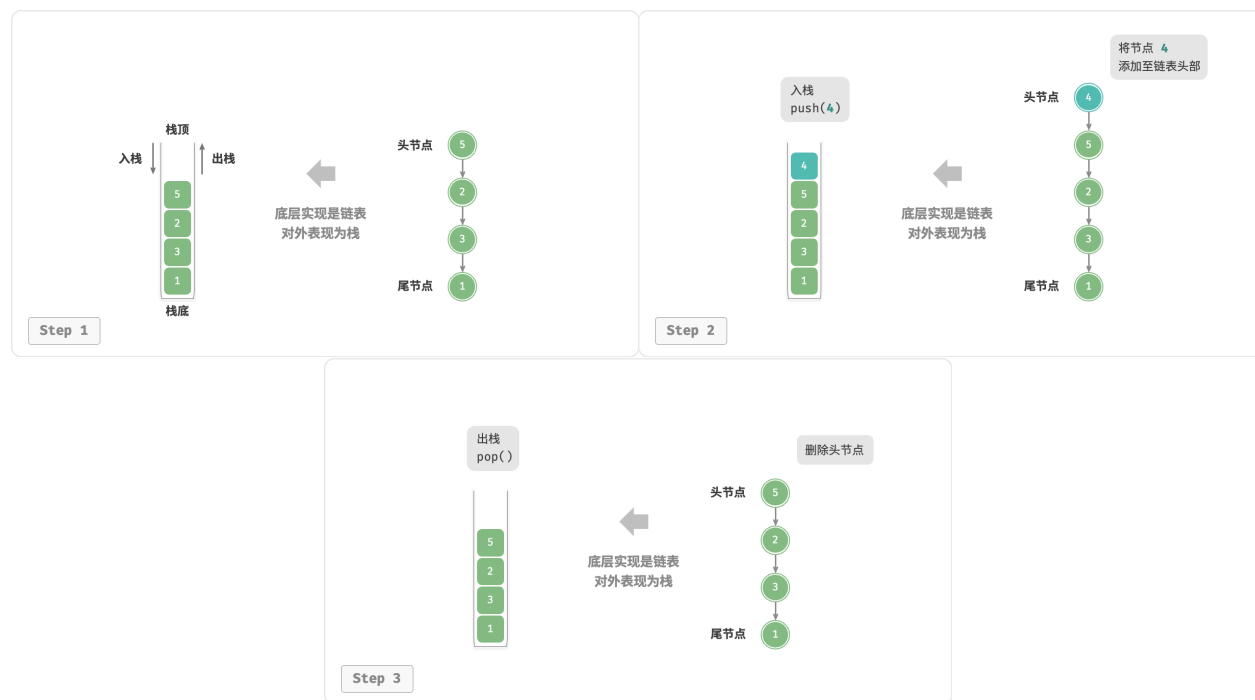 栈顶
入栈
出栈
5
2
3
1
栈底
底层实现是链表
对外表现为栈
头节点
5
2
3
尾节点
1
Step 1
入栈
push(4)
4
5
2
3
1
底层实现是链表
对外表现为栈
将节点 4
添加至链表头部
头节点
4
5
2
3
尾节点
1
Step 2
出栈
pop()
5
2
3
1
底层实现是链表
对外表现为栈
删除头节点
头节点
5
2
3
尾节点
1
Step 3